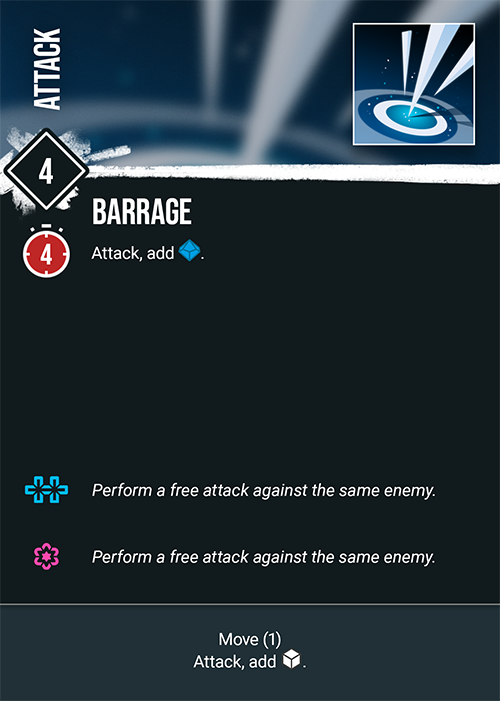 ATTACK
4
BARRAGE
4
Attack, add .
Perform a free attack against the same enemy.
Perform a free attack against the same enemy.
Move (1)
Attack, add .